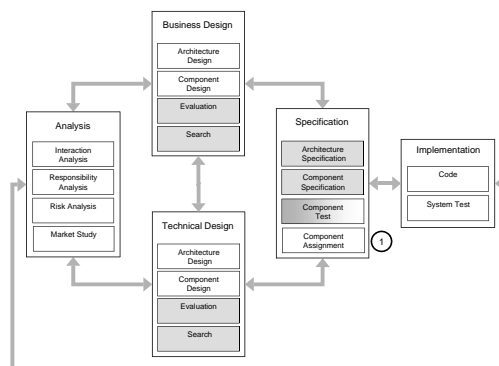 Business Design
Architecture
Design
Component
Design
Evaluation
Search
Analysis
Interaction
Analysis
Responsibility
Analysis
Risk Analysis
Market Study
Specification
Architecture
Specification
Component
Specification
Component
Test
Component
Assignment
1
Implementation
Code
System Test
Technical Design
Architecture
Design
Component
Design
Evaluation
Search